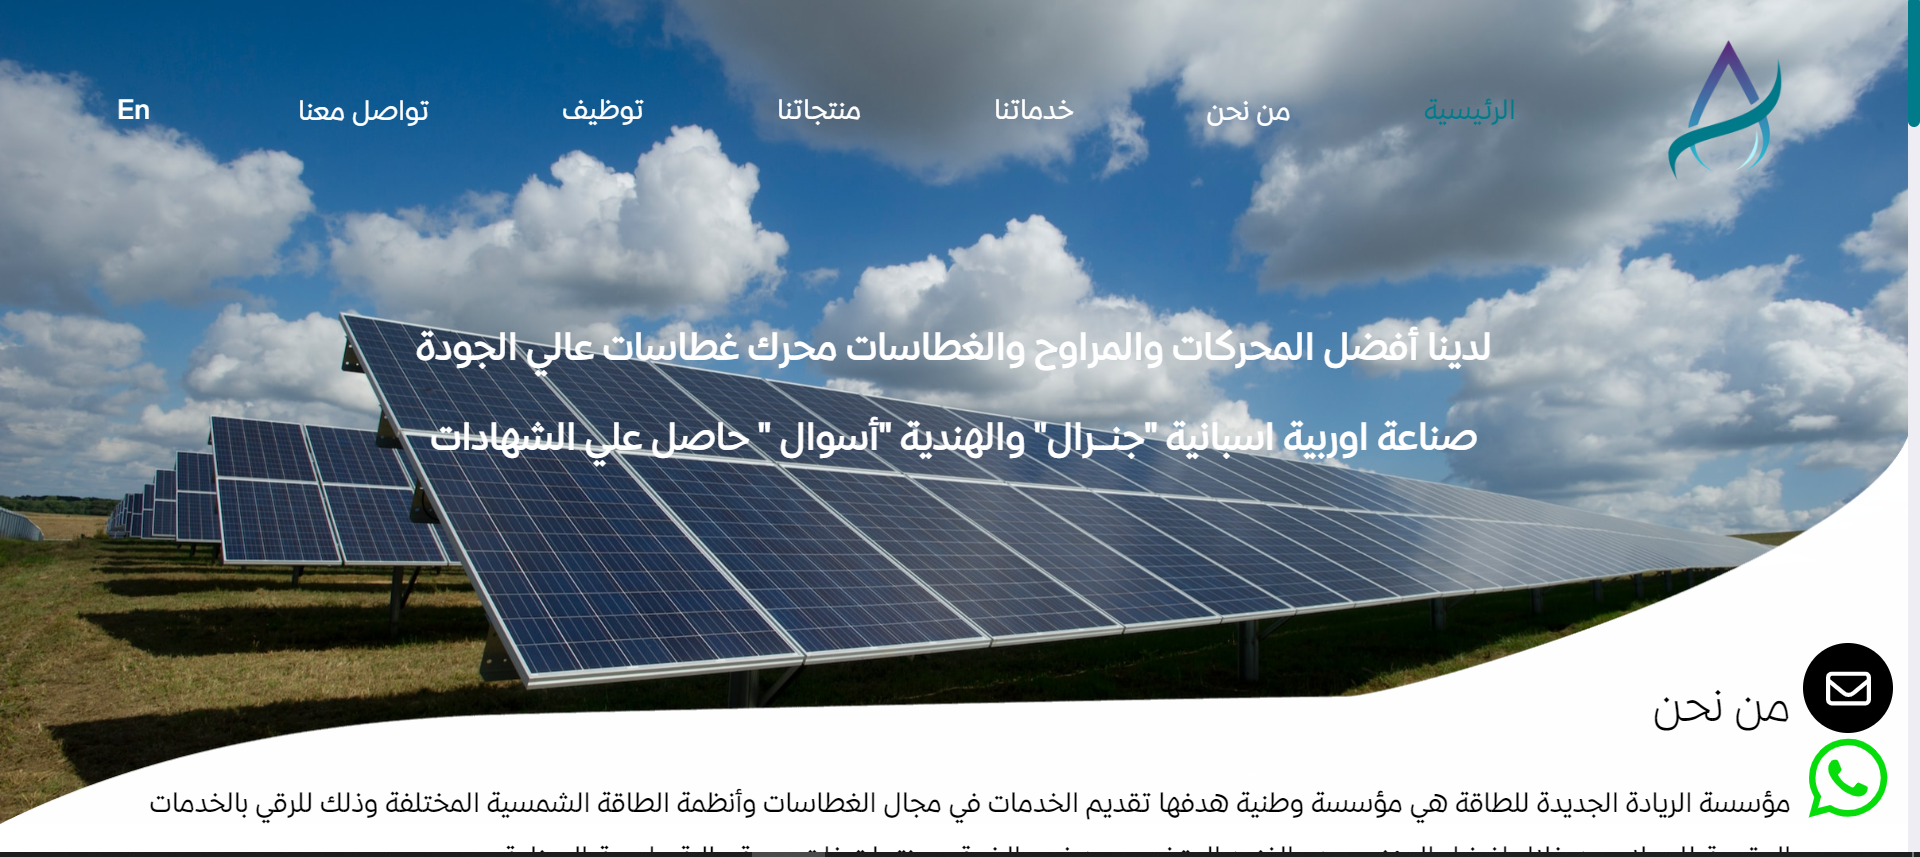 الرئيسية
من نحن
خدماتنا
منتجاتنا
توظيف
تواصل معنا
En
لدينا أفضل المحركات والمراوح والغطاسات محرك غطاسات عالي الجودة
صناعة اوربية اسبانية "جنــرال" والهندية "أسوال " حاصل علي الشهادات
من نحن
مؤسسة الريادة الجديدة للطاقة هي مؤسسة وطنية هدفها تقديم الخدمات في مجال الغطاسات وأنظمة الطاقة الشمسية المختلفة وذلك للرقي بالخدمات